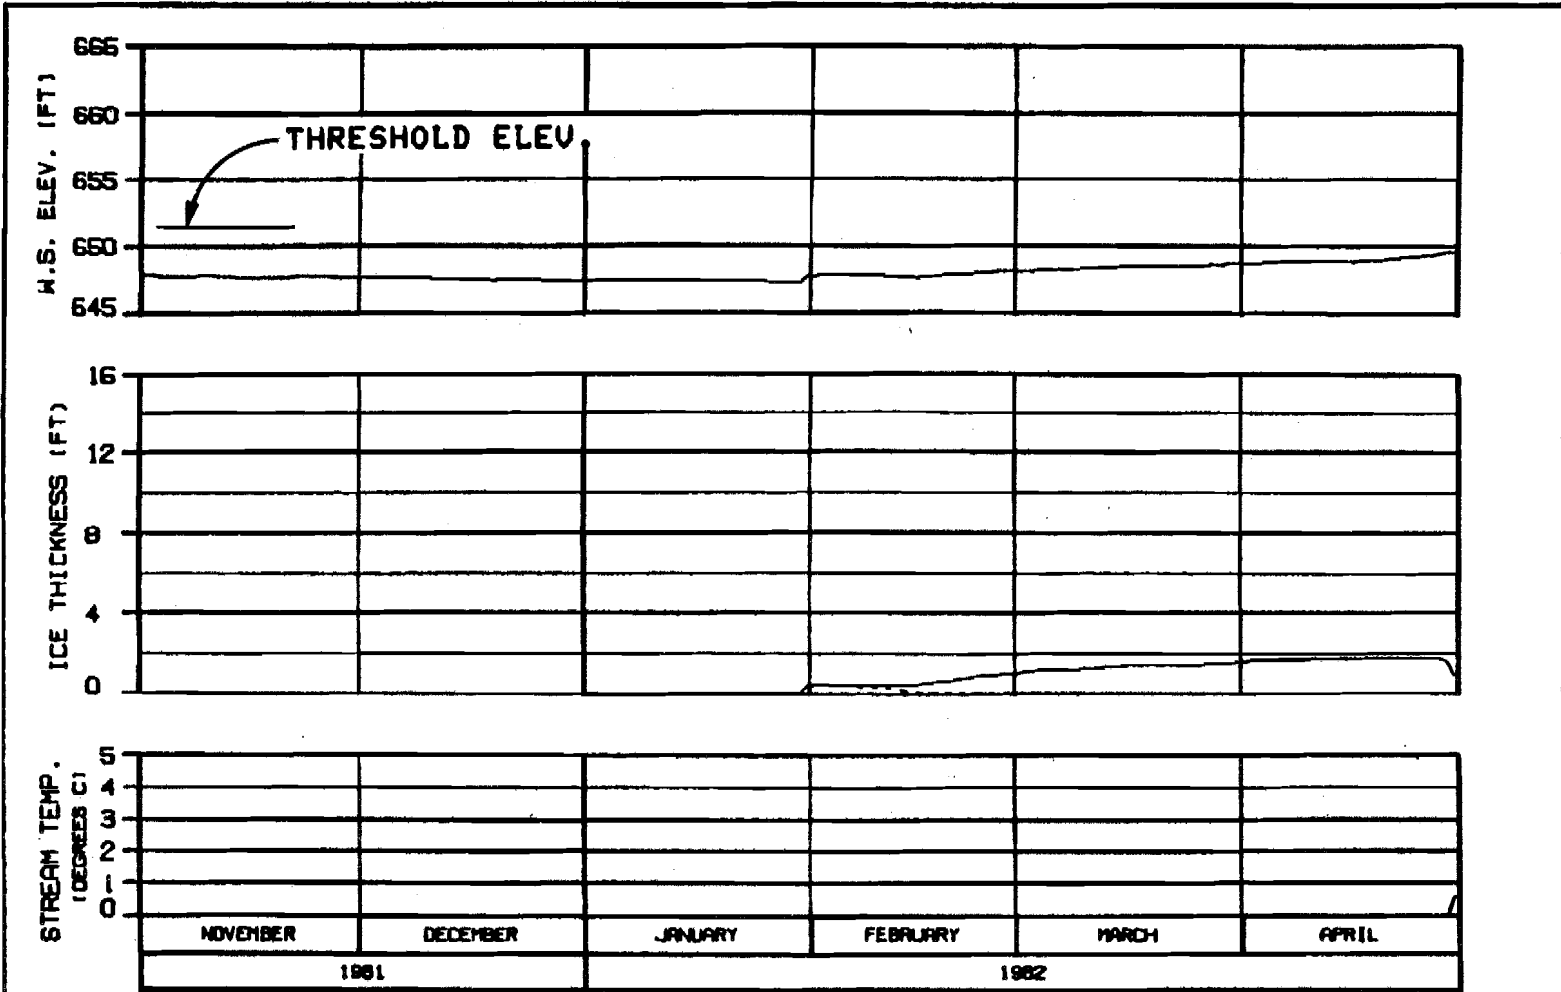 665
660
THRESHOLD ELEV.
655
650
645
W.S. ELEV. (FT)
16
12
8
4
0
ICE THICKNESS (FT)
5
4
3
2
1
0
STREAM TEMP.
(DEGREES C)
NOVEMBER DECEMBER JANUARY FEBRUARY MARCH APRIL
1981 1982